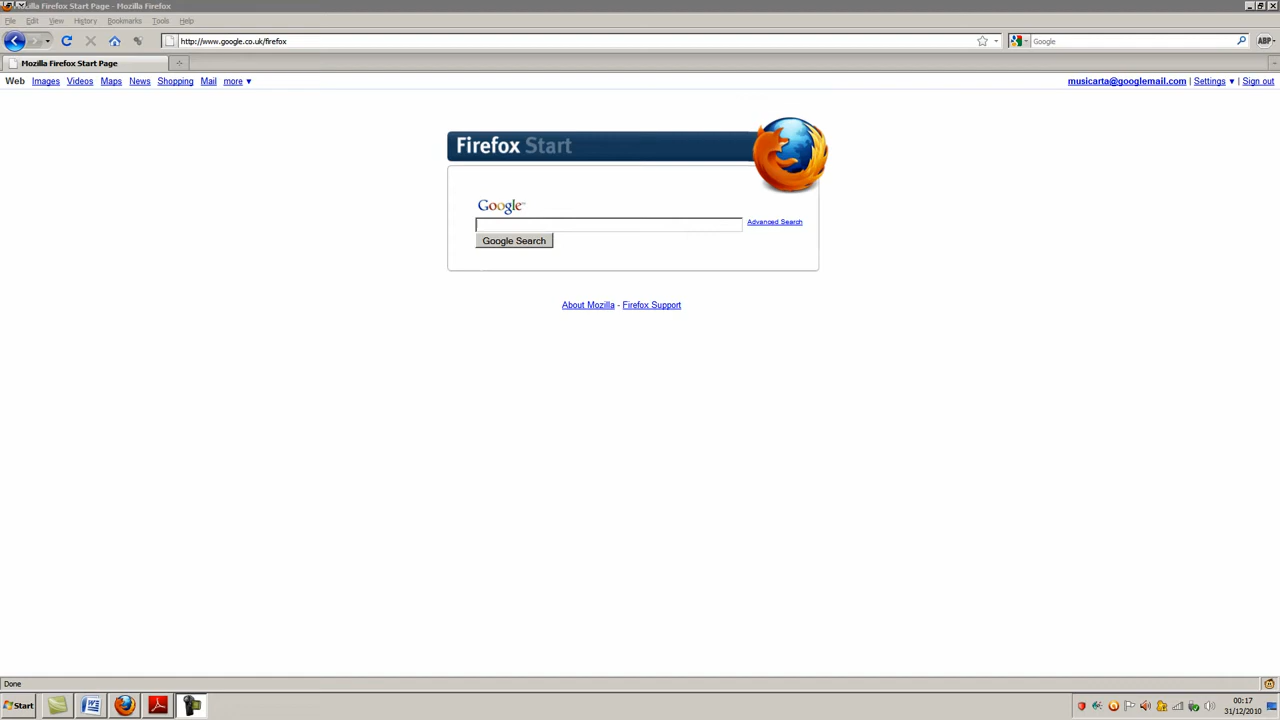 Mozilla Firefox Start Page - Mozilla Firefox
File Edit View History Bookmarks Tools Help
http://www.google.co.uk/firefox Google ABP
Mozilla Firefox Start Page
Web Images Videos Maps News Shopping Mail more ▼ musicarta@googlemail.com | Settings ▼ | Sign out
Firefox Start
Google™
Advanced Search
Google Search
About Mozilla - Firefox Support
Done
Start
00:17
31/12/2010